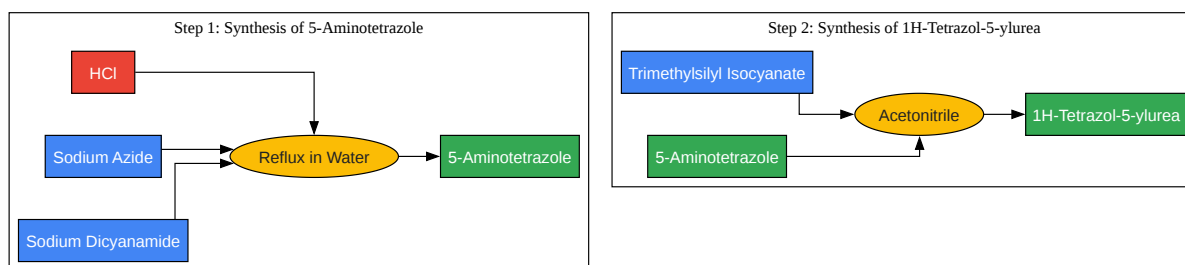 Step 1: Synthesis of 5-Aminotetrazole
HCl
Sodium Azide
Reflux in Water
5-Aminotetrazole
Sodium Dicyanamide
Step 2: Synthesis of 1H-Tetrazol-5-ylurea
Trimethylsilyl Isocyanate
Acetonitrile
1H-Tetrazol-5-ylurea
5-Aminotetrazole